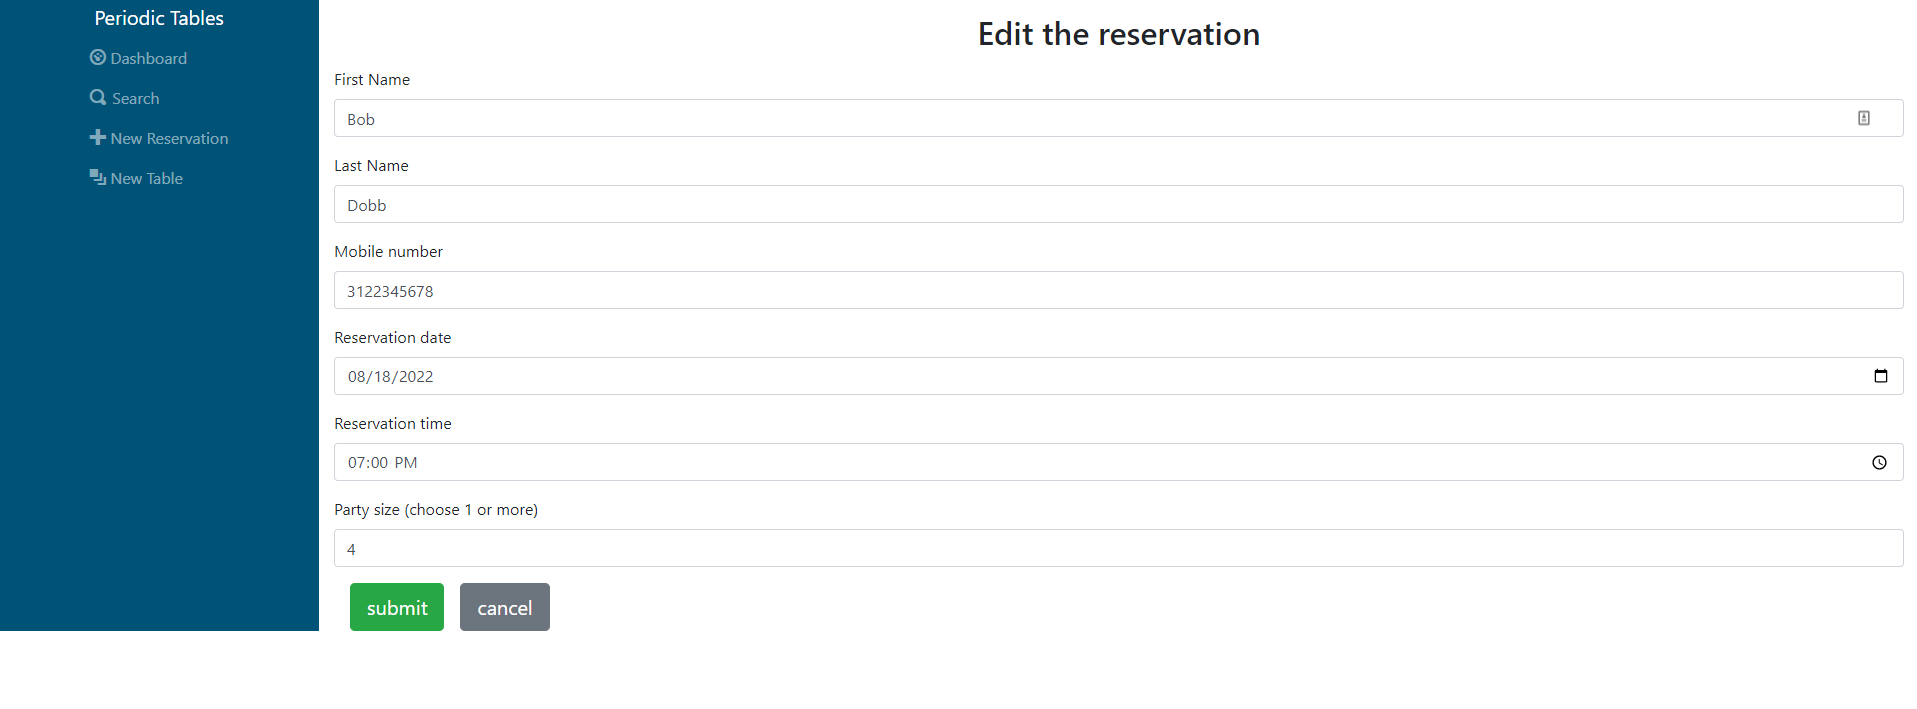 Periodic Tables
Dashboard
Search
New Reservation
New Table
Edit the reservation
First Name
Bob
Last Name
Dobb
Mobile number
3122345678
Reservation date
08/18/2022
Reservation time
07:00 PM
Party size (choose 1 or more)
4
submit cancel